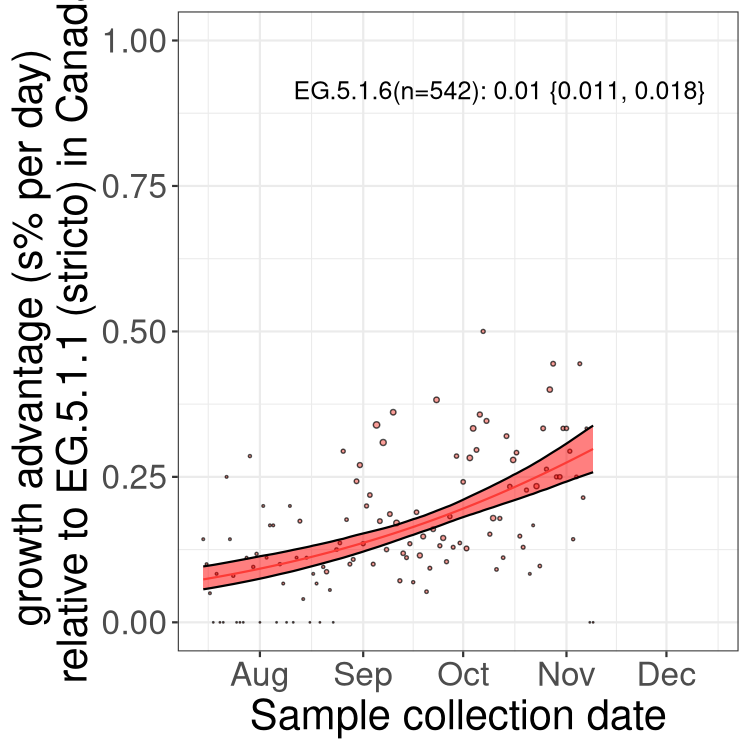 growth advantage (s% per day)
relative to EG.5.1.1 (stricto) in Canada
1.00
0.75
0.50
0.25
0.00
EG.5.1.6(n=542): 0.01 {0.011, 0.018}
Aug Sep Oct Nov Dec
Sample collection date